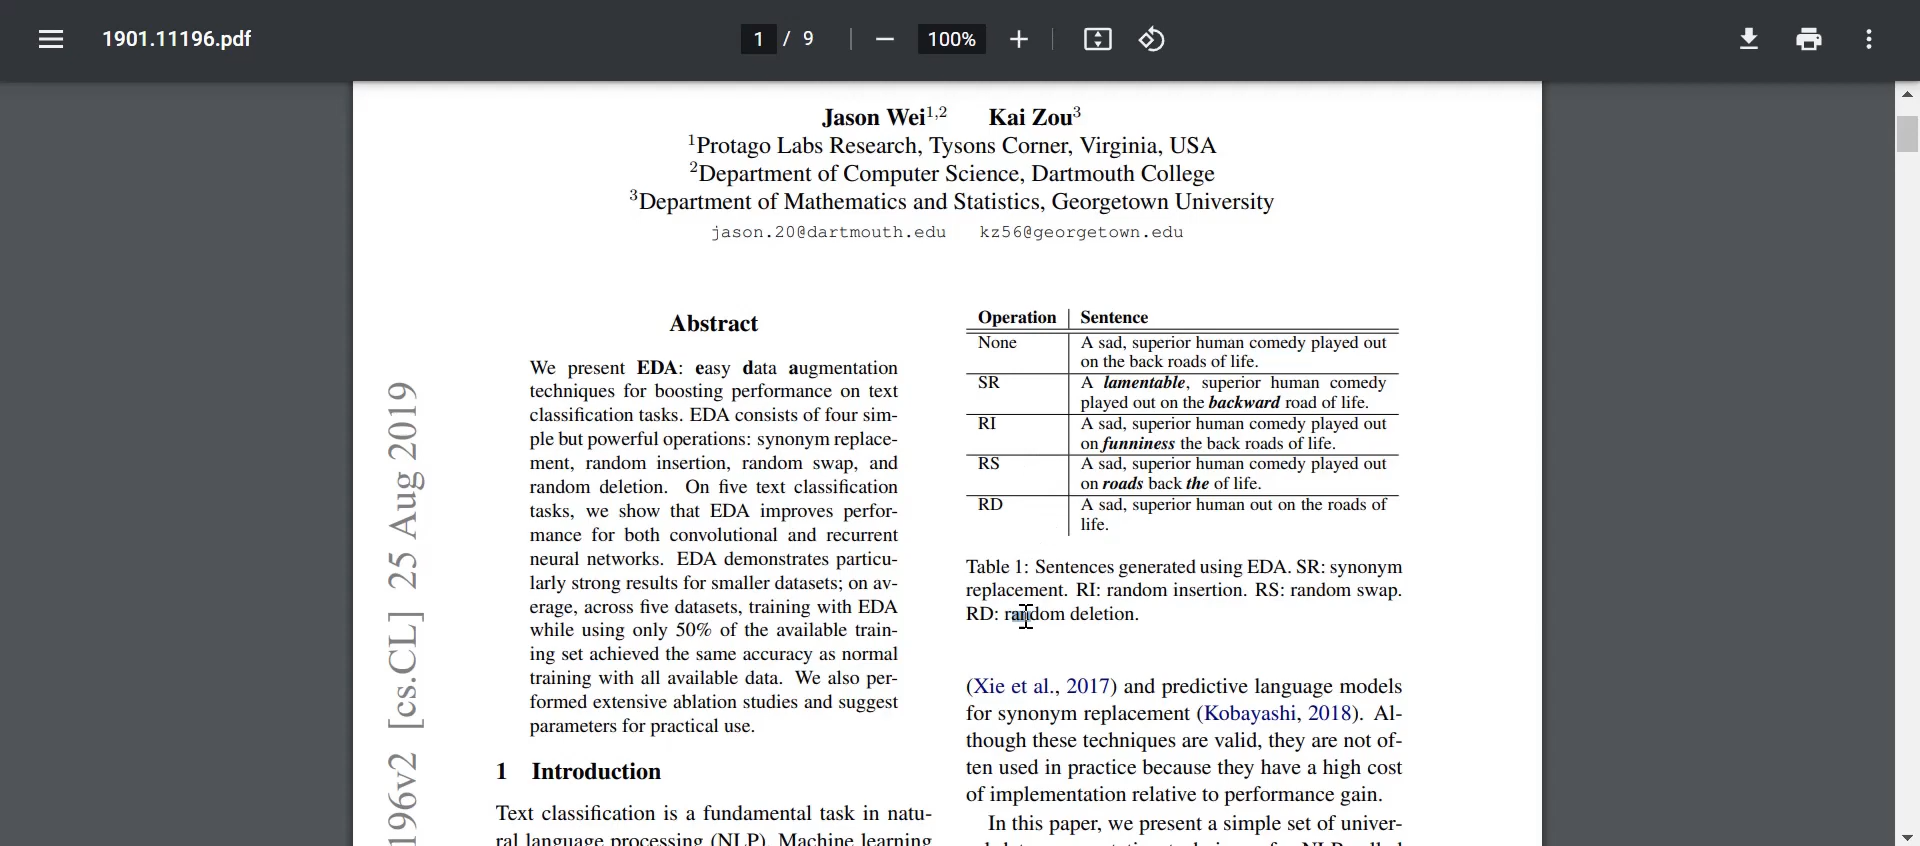 1901.11196.pdf
1 / 9
100%
Jason Wei1,2 Kai Zou3
1Protago Labs Research, Tysons Corner, Virginia, USA
2Department of Computer Science, Dartmouth College
3Department of Mathematics and Statistics, Georgetown University
jason.20@dartmouth.edu kz56@georgetown.edu
196v2 [cs.CL] 25 Aug 2019
Abstract
We present EDA: easy data augmentation
techniques for boosting performance on text
classification tasks. EDA consists of four sim-
ple but powerful operations: synonym replace-
ment, random insertion, random swap, and
random deletion. On five text classification
tasks, we show that EDA improves perfor-
mance for both convolutional and recurrent
neural networks. EDA demonstrates particu-
larly strong results for smaller datasets; on av-
erage, across five datasets, training with EDA
while using only 50% of the available train-
ing set achieved the same accuracy as normal
training with all available data. We also per-
formed extensive ablation studies and suggest
parameters for practical use.
1 Introduction
Text classification is a fundamental task in natu-
ral language processing (NLP). Machine learning
Operation Sentence
None A sad, superior human comedy played out
on the back roads of life.
SR A lamentable, superior human comedy
played out on the backward road of life.
RI A sad, superior human comedy played out
on funniness the back roads of life.
RS A sad, superior human comedy played out
on roads back the of life.
RD A sad, superior human out on the roads of
life.
Table 1: Sentences generated using EDA. SR: synonym
replacement. RI: random insertion. RS: random swap.
RD: random deletion.
(Xie et al., 2017) and predictive language models
for synonym replacement (Kobayashi, 2018). Al-
though these techniques are valid, they are not of-
ten used in practice because they have a high cost
of implementation relative to performance gain.
In this paper, we present a simple set of univer-